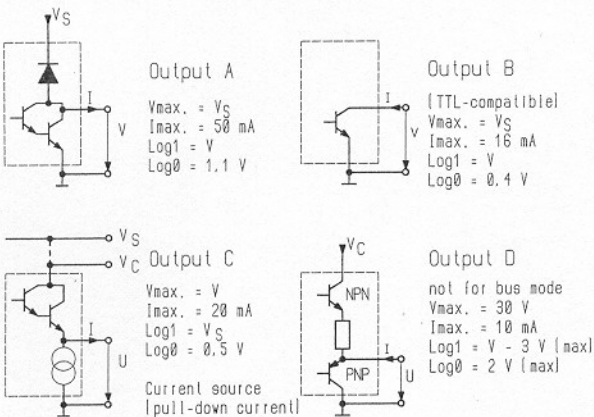 VS
Output A
I
V
Vmax. = VS
Imax. = 50 mA
Log1 = V
Log0 = 1,1 V
Output B
(TTL-compatible)
I
V
Vmax. = VS
Imax. = 16 mA
Log1 = V
Log0 = 0.4 V
VS
VC
Output C
I
U
Vmax. = V
Imax. = 20 mA
Log1 = VS
Log0 = 0,5 V
Current source
(pull-down current)
VC
Output D
NPN
PNP
I
U
not for bus mode
Vmax. = 30 V
Imax. = 10 mA
Log1 = V - 3 V (max)
Log0 = 2 V (max)